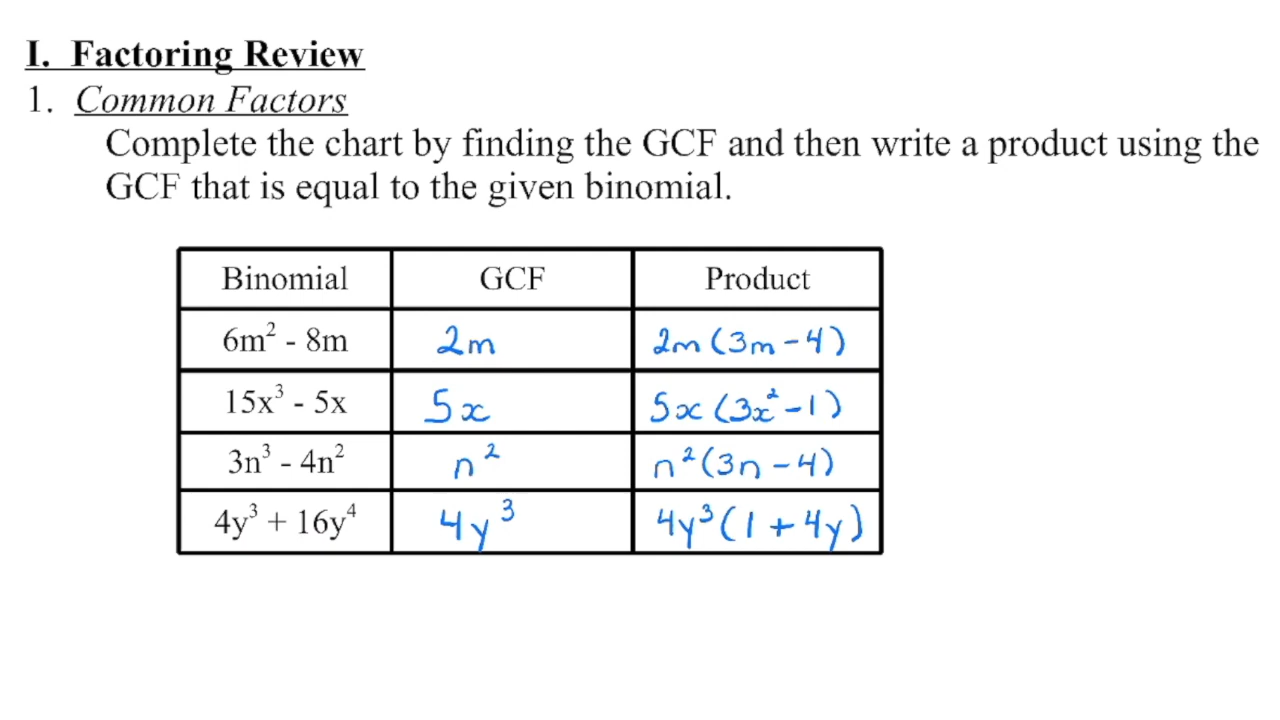 I. Factoring Review
1. Common Factors
Complete the chart by finding the GCF and then write a product using the
GCF that is equal to the given binomial.
Binomial GCF Product
6m² - 8m 2m 2m(3m-4)
15x³ - 5x 5x 5x(3x²-1)
3n³ - 4n² n² n²(3n-4)
4y³ + 16y⁴ 4y³ 4y³(1+4y)